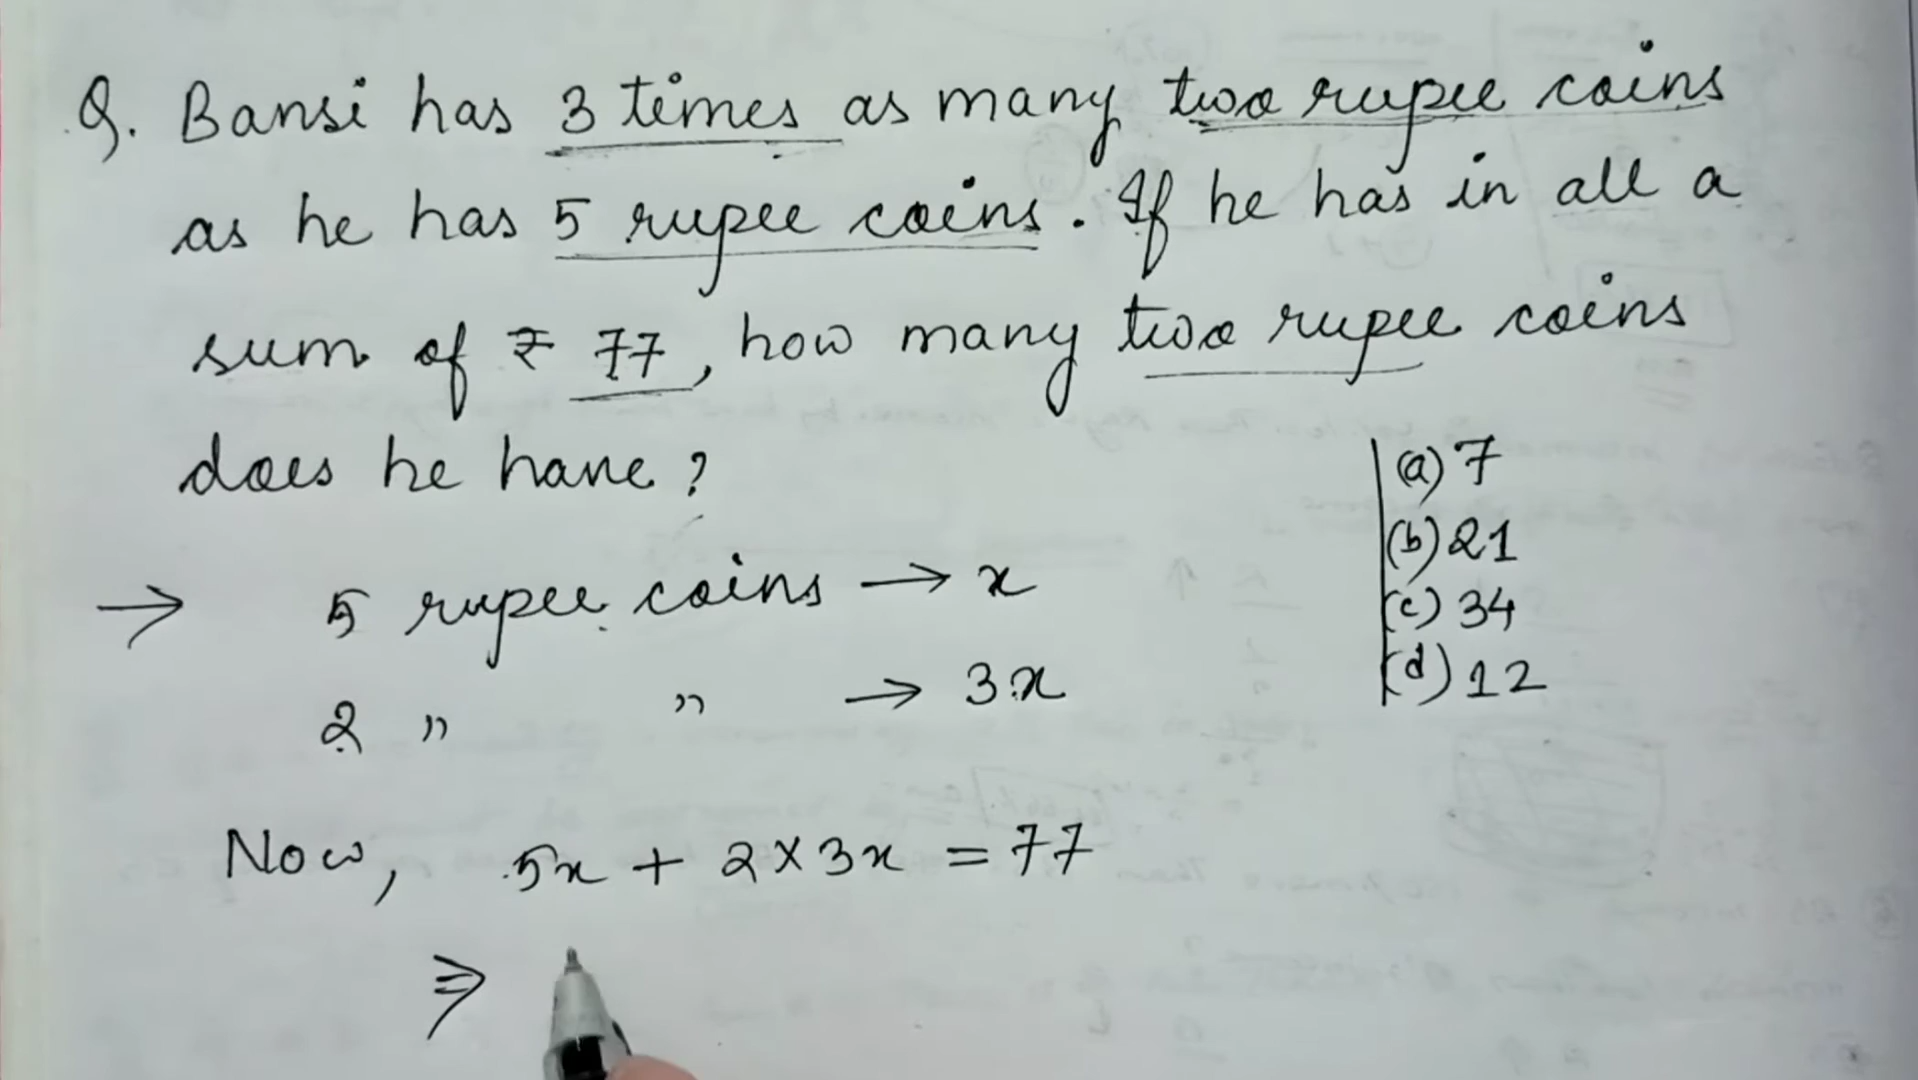 Q. Bansi has 3 times as many two rupee coins
as he has 5 rupee coins. If he has in all a
sum of ₹ 77, how many two rupee coins
does he have?
(a) 7
(b) 21
(c) 34
(d) 12
→ 5 rupee coins → x
2 " " → 3x
Now, 5x + 2×3x = 77
⇒